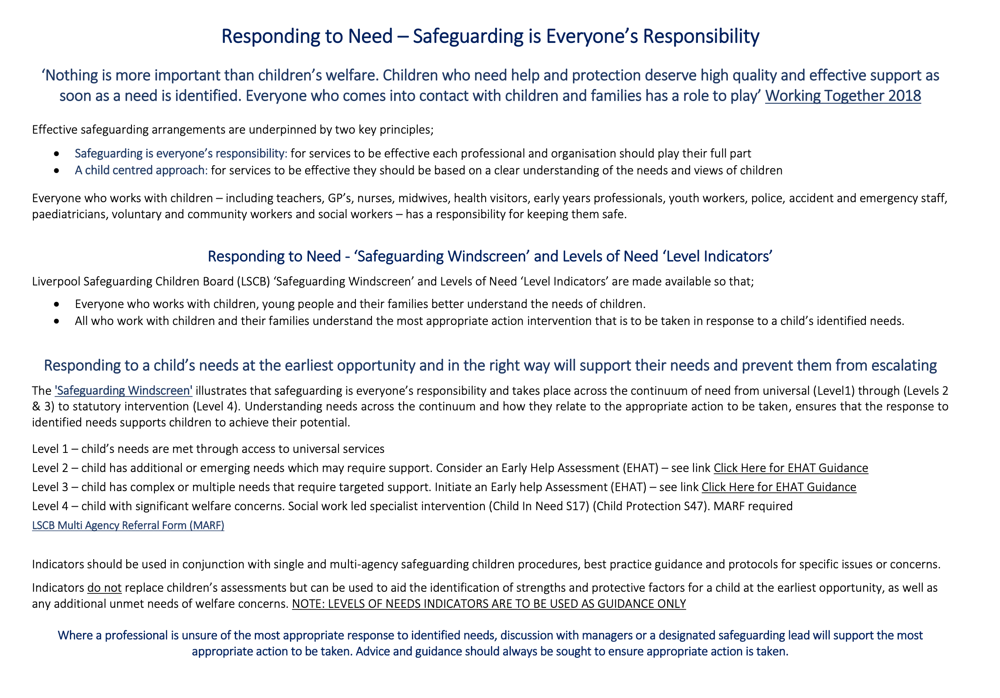 Responding to Need – Safeguarding is Everyone’s Responsibility
‘Nothing is more important than children’s welfare. Children who need help and protection deserve high quality and effective support as
soon as a need is identified. Everyone who comes into contact with children and families has a role to play’ Working Together 2018
Effective safeguarding arrangements are underpinned by two key principles;
• Safeguarding is everyone’s responsibility: for services to be effective each professional and organisation should play their full part
• A child centred approach: for services to be effective they should be based on a clear understanding of the needs and views of children
Everyone who works with children – including teachers, GP’s, nurses, midwives, health visitors, early years professionals, youth workers, police, accident and emergency staff,
paediatricians, voluntary and community workers and social workers – has a responsibility for keeping them safe.
Responding to Need - ‘Safeguarding Windscreen’ and Levels of Need ‘Level Indicators’
Liverpool Safeguarding Children Board (LSCB) ‘Safeguarding Windscreen’ and Levels of Need ‘Level Indicators’ are made available so that;
• Everyone who works with children, young people and their families better understand the needs of children.
• All who work with children and their families understand the most appropriate action intervention that is to be taken in response to a child’s identified needs.
Responding to a child’s needs at the earliest opportunity and in the right way will support their needs and prevent them from escalating
The 'Safeguarding Windscreen' illustrates that safeguarding is everyone’s responsibility and takes place across the continuum of need from universal (Level1) through (Levels 2
& 3) to statutory intervention (Level 4). Understanding needs across the continuum and how they relate to the appropriate action to be taken, ensures that the response to
identified needs supports children to achieve their potential.
Level 1 – child’s needs are met through access to universal services
Level 2 – child has additional or emerging needs which may require support. Consider an Early Help Assessment (EHAT) – see link Click Here for EHAT Guidance
Level 3 – child has complex or multiple needs that require targeted support. Initiate an Early help Assessment (EHAT) – see link Click Here for EHAT Guidance
Level 4 – child with significant welfare concerns. Social work led specialist intervention (Child In Need S17) (Child Protection S47). MARF required
LSCB Multi Agency Referral Form (MARF)
Indicators should be used in conjunction with single and multi-agency safeguarding children procedures, best practice guidance and protocols for specific issues or concerns.
Indicators do not replace children’s assessments but can be used to aid the identification of strengths and protective factors for a child at the earliest opportunity, as well as
any additional unmet needs of welfare concerns. NOTE: LEVELS OF NEEDS INDICATORS ARE TO BE USED AS GUIDANCE ONLY
Where a professional is unsure of the most appropriate response to identified needs, discussion with managers or a designated safeguarding lead will support the most
appropriate action to be taken. Advice and guidance should always be sought to ensure appropriate action is taken.